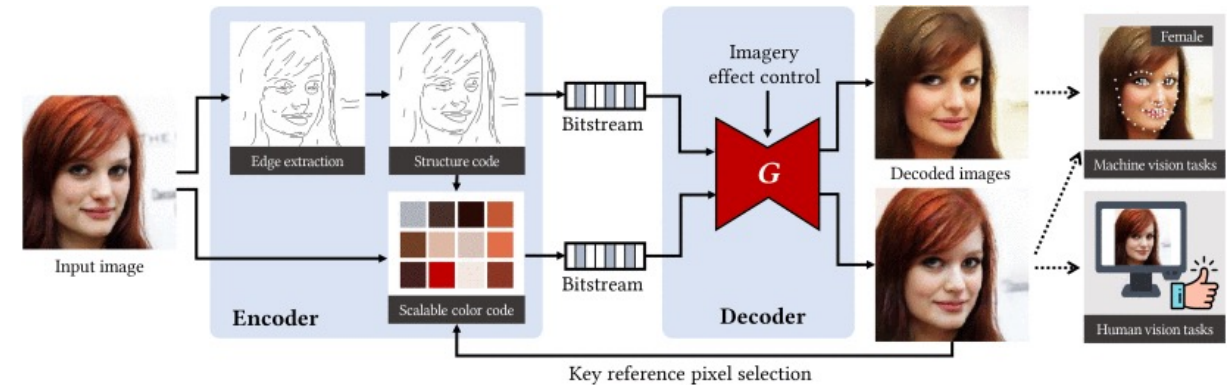 Edge extraction
Structure code
Bitstream
Imagery
effect control
G
Female
Decoded images
Machine vision tasks
Input image
Scalable color code
Bitstream
Encoder
Decoder
Human vision tasks
Key reference pixel selection